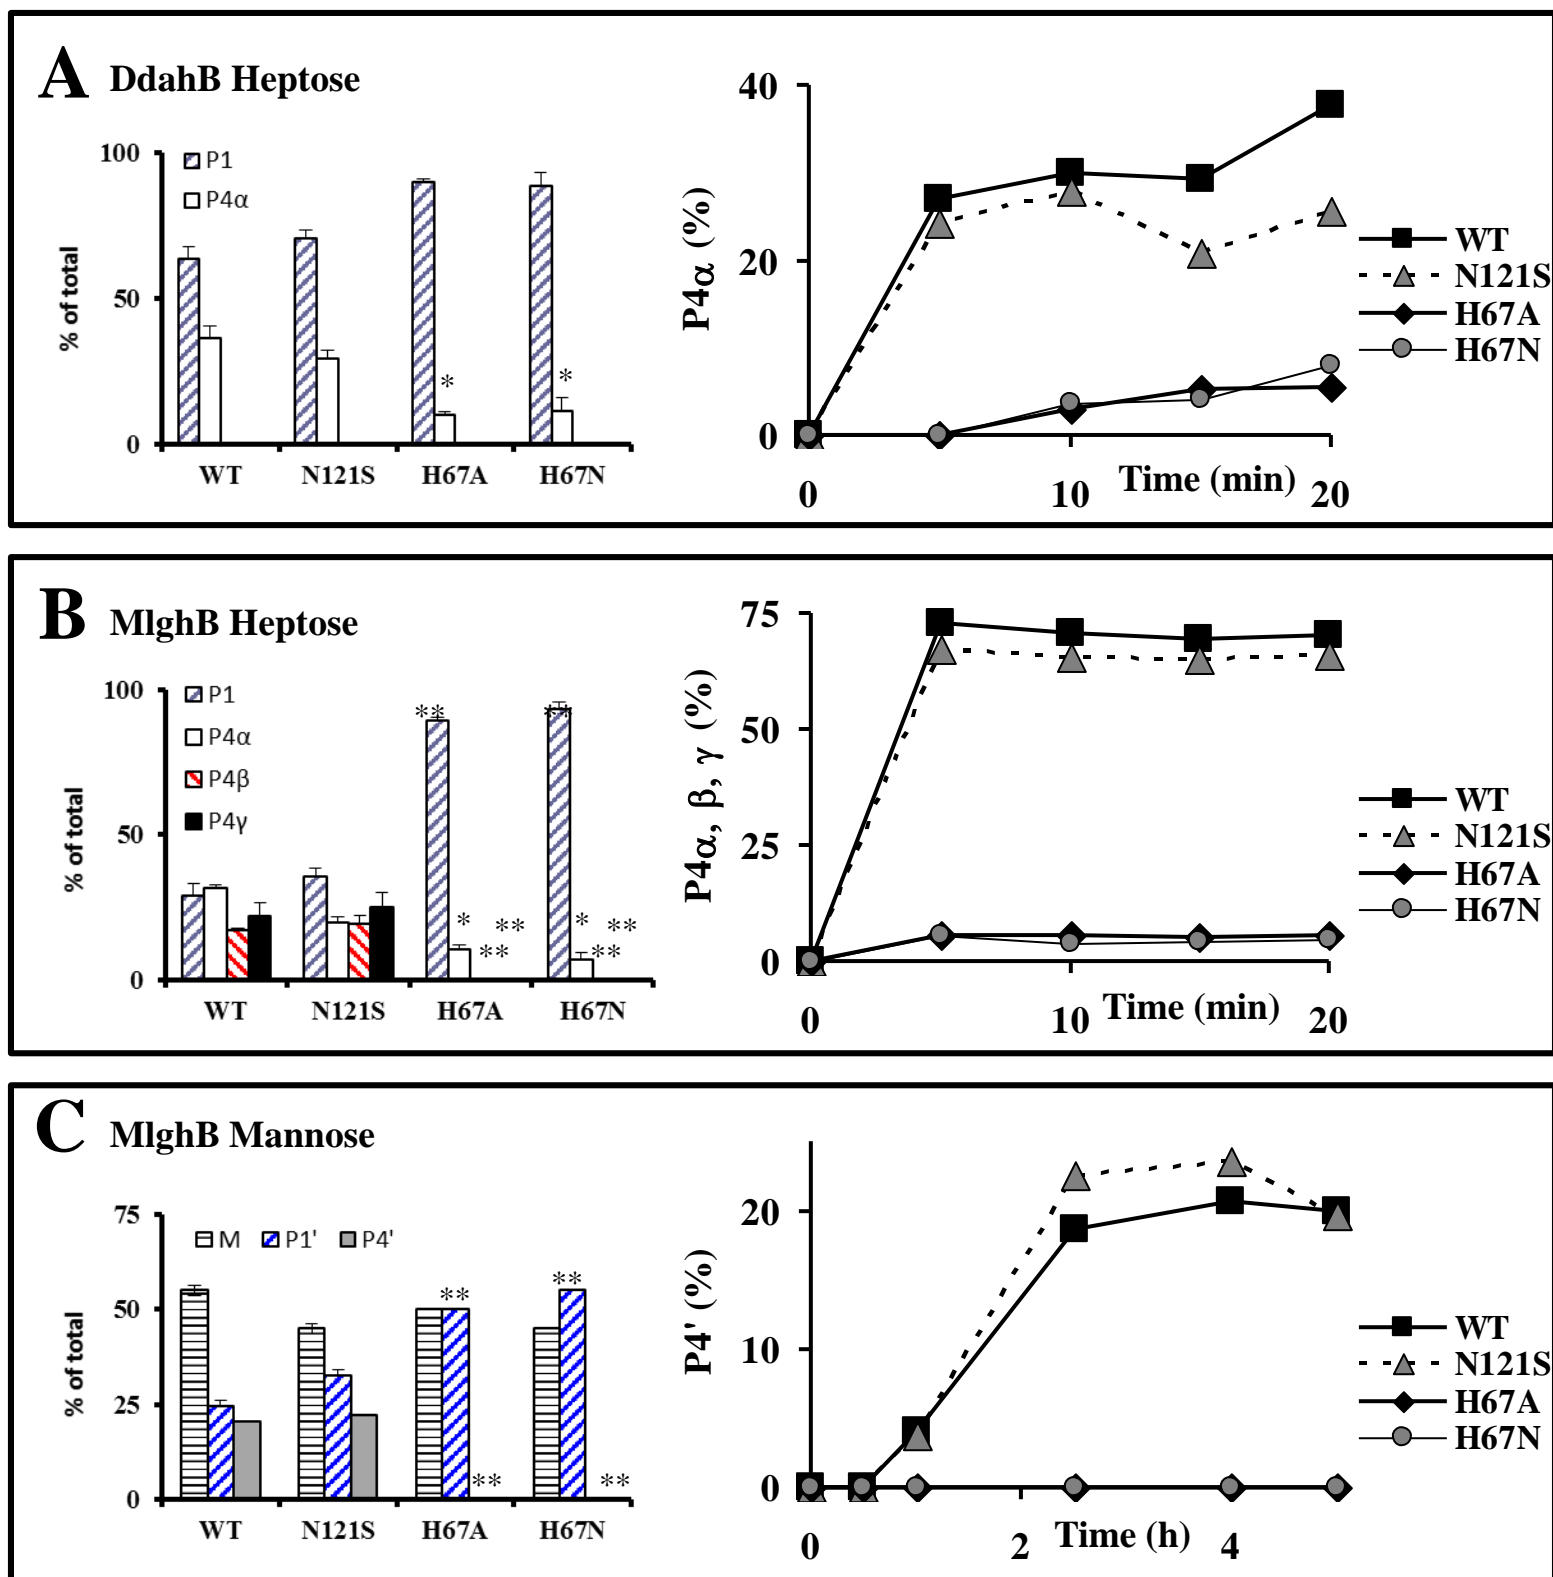 A DdahB Heptose
100
50
0
% of total
P1
P4α
*
*
WT N121S H67A H67N
40
20
0
P4α (%)
0 10 Time (min) 20
WT
N121S
H67A
H67N
B MlghB Heptose
100
50
0
% of total
P1
P4α
P4β
P4γ
** **
* ** * **
** **
WT N121S H67A H67N
75
50
25
0
P4α, β, γ (%)
0 10 Time (min) 20
WT
N121S
H67A
H67N
C MlghB Mannose
75
50
25
0
% of total
M P1' P4'
** **
** **
WT N121S H67A H67N
20
10
0
P4' (%)
0 2 Time (h) 4
WT
N121S
H67A
H67N